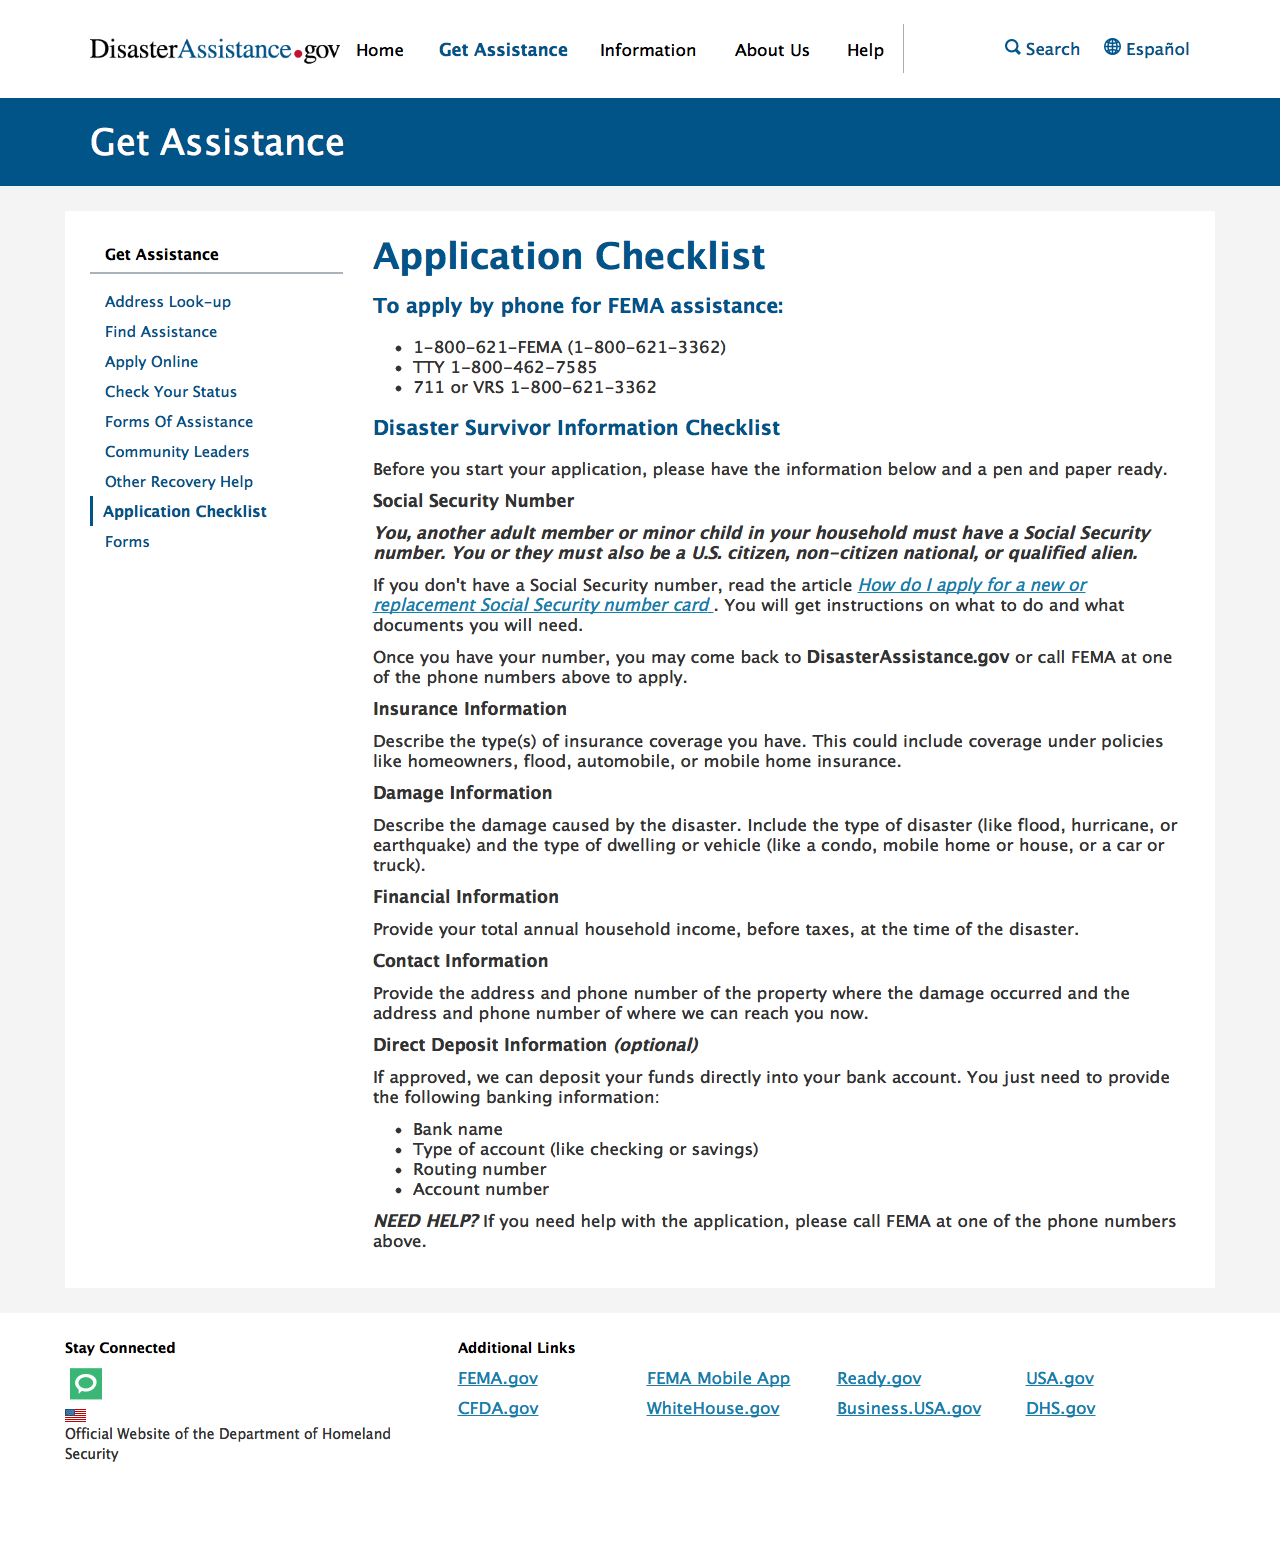 DisasterAssistance.gov
Home
Get Assistance
Information
About Us
Help
Search
Español
Get Assistance
Get Assistance
Address Look-up
Find Assistance
Apply Online
Check Your Status
Forms Of Assistance
Community Leaders
Other Recovery Help
Application Checklist
Forms
Application Checklist
To apply by phone for FEMA assistance:
• 1-800-621-FEMA (1-800-621-3362)
• TTY 1-800-462-7585
• 711 or VRS 1-800-621-3362
Disaster Survivor Information Checklist
Before you start your application, please have the information below and a pen and paper ready.
Social Security Number
You, another adult member or minor child in your household must have a Social Security
number. You or they must also be a U.S. citizen, non-citizen national, or qualified alien.
If you don't have a Social Security number, read the article How do I apply for a new or
replacement Social Security number card . You will get instructions on what to do and what
documents you will need.
Once you have your number, you may come back to DisasterAssistance.gov or call FEMA at one
of the phone numbers above to apply.
Insurance Information
Describe the type(s) of insurance coverage you have. This could include coverage under policies
like homeowners, flood, automobile, or mobile home insurance.
Damage Information
Describe the damage caused by the disaster. Include the type of disaster (like flood, hurricane, or
earthquake) and the type of dwelling or vehicle (like a condo, mobile home or house, or a car or
truck).
Financial Information
Provide your total annual household income, before taxes, at the time of the disaster.
Contact Information
Provide the address and phone number of the property where the damage occurred and the
address and phone number of where we can reach you now.
Direct Deposit Information (optional)
If approved, we can deposit your funds directly into your bank account. You just need to provide
the following banking information:
• Bank name
• Type of account (like checking or savings)
• Routing number
• Account number
NEED HELP? If you need help with the application, please call FEMA at one of the phone numbers
above.
Stay Connected
Official Website of the Department of Homeland
Security
Additional Links
FEMA.gov
FEMA Mobile App
Ready.gov
USA.gov
CFDA.gov
WhiteHouse.gov
Business.USA.gov
DHS.gov